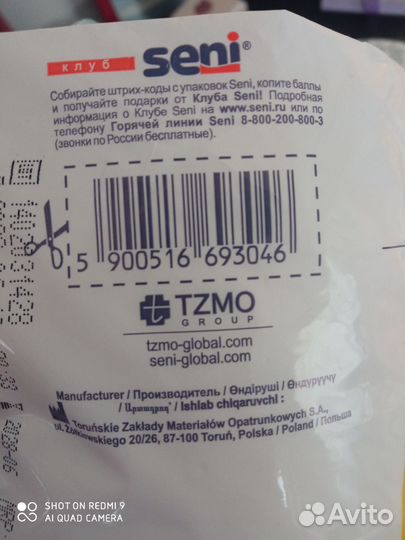 клуб seni®
Собирайте штрих-коды с упаковок Seni, копите баллы
и получайте подарки от Клуба Seni! Подробная
информация о Клубе Seni на www.seni.ru или по
телефону Горячей линии Seni 8-800-200-800-3
(звонки по России бесплатные).
5 900516 693046
TZMO
GROUP
tzmo-global.com
seni-global.com
Manufacturer / Производитель / Өндіруші / Өндүрүүчү
/ Արտադրող / Ishlab chiqaruvchi :
Toruńskie Zakłady Materiałów Opatrunkowych S.A.,
ul. Żółkiewskiego 20/26, 87-100 Toruń, Polska / Poland / Польша
SHOT ON REDMI 9
AI QUAD CAMERA
Avito